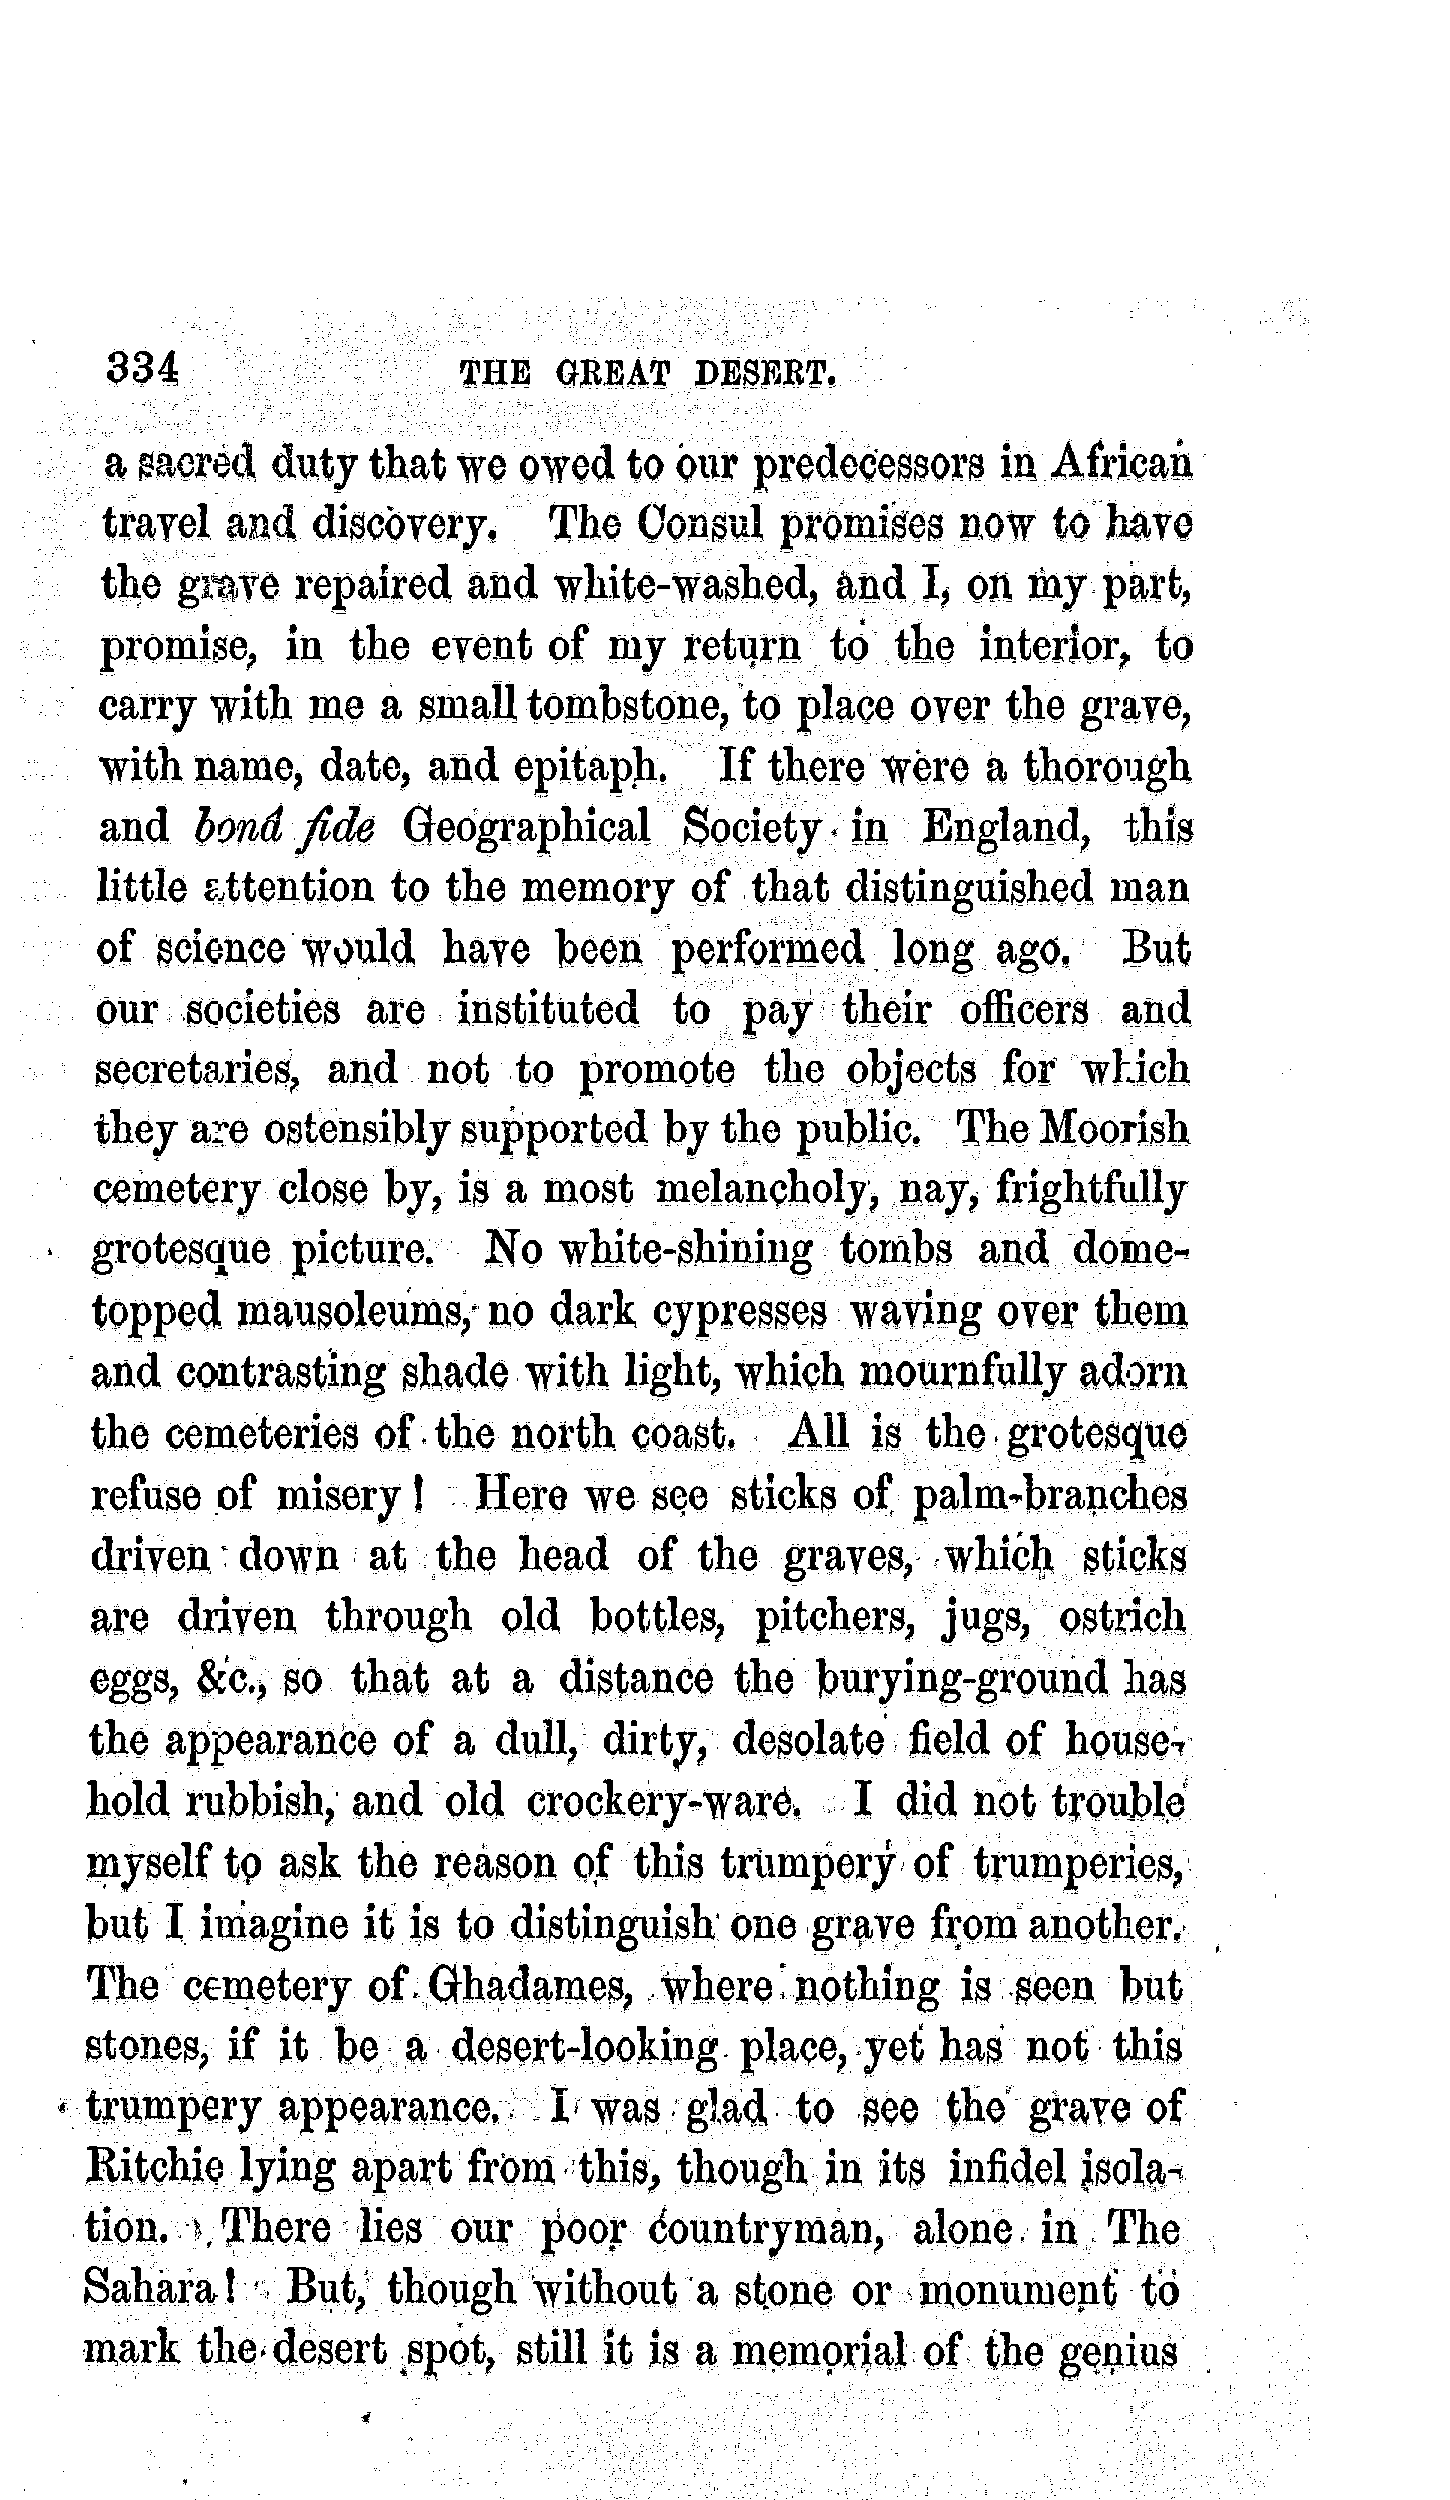 334 THE GREAT DESERT.
a sacred duty that we owed to our predecessors in African
travel and discovery. The Consul promises now to have
the grave repaired and white-washed, and I, on my part,
promise, in the event of my return to the interior, to
carry with me a small tombstone, to place over the grave,
with name, date, and epitaph. If there were a thorough
and bonâ fide Geographical Society in England, this
little attention to the memory of that distinguished man
of science would have been performed long ago. But
our societies are instituted to pay their officers and
secretaries, and not to promote the objects for which
they are ostensibly supported by the public. The Moorish
cemetery close by, is a most melancholy, nay, frightfully
grotesque picture. No white-shining tombs and dome-
topped mausoleums, no dark cypresses waving over them
and contrasting shade with light, which mournfully adorn
the cemeteries of the north coast. All is the grotesque
refuse of misery! Here we see sticks of palm-branches
driven down at the head of the graves, which sticks
are driven through old bottles, pitchers, jugs, ostrich
eggs, &c., so that at a distance the burying-ground has
the appearance of a dull, dirty, desolate field of house-
hold rubbish, and old crockery-ware. I did not trouble
myself to ask the reason of this trumpery of trumperies,
but I imagine it is to distinguish one grave from another.
The cemetery of Ghadames, where nothing is seen but
stones, if it be a desert-looking place, yet has not this
trumpery appearance. I was glad to see the grave of
Ritchie lying apart from this, though in its infidel isola-
tion. There lies our poor countryman, alone in The
Sahara! But, though without a stone or monument to
mark the desert spot, still it is a memorial of the genius